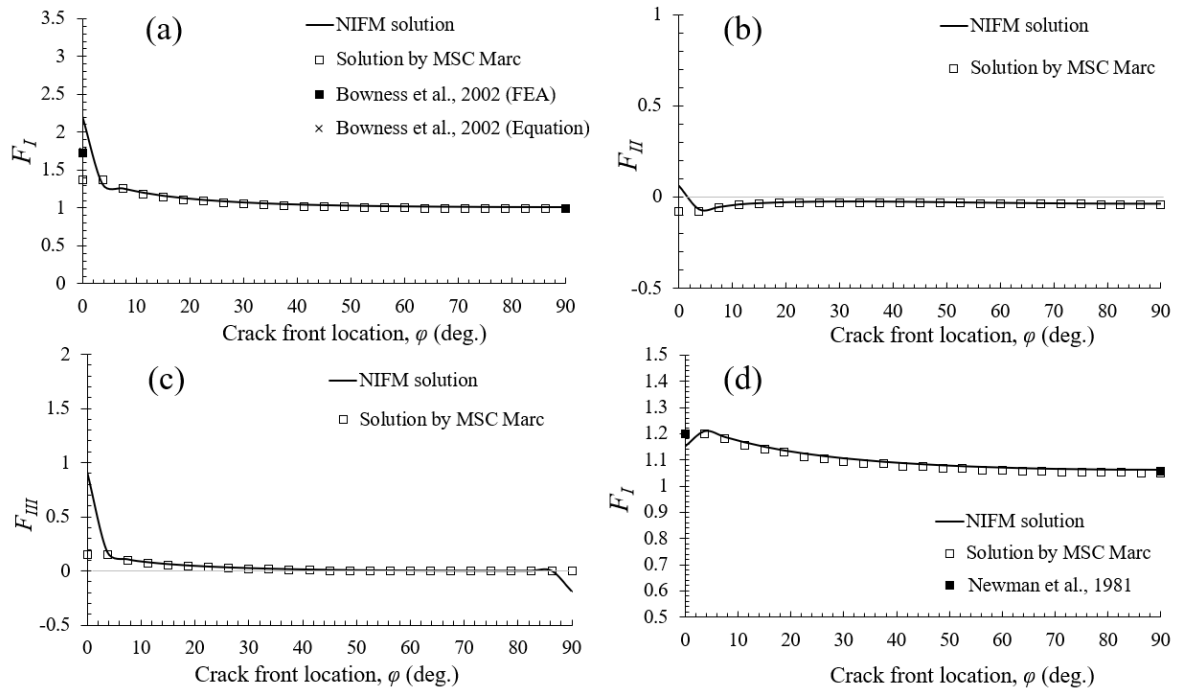 (a)
NIFM solution
Solution by MSC Marc
Bowness et al., 2002 (FEA)
Bowness et al., 2002 (Equation)
3.5
3
2.5
2
1.5
1
0.5
0
F_I
0 10 20 30 40 50 60 70 80 90
Crack front location, φ (deg.)
(b)
NIFM solution
Solution by MSC Marc
1
0.5
0
-0.5
F_II
0 10 20 30 40 50 60 70 80 90
Crack front location, φ (deg.)
(c)
NIFM solution
Solution by MSC Marc
2
1.5
1
0.5
0
-0.5
F_III
0 10 20 30 40 50 60 70 80 90
Crack front location, φ (deg.)
(d)
1.5
1.4
1.3
1.2
1.1
1
0.9
0.8
0.7
0.6
0.5
F_I
NIFM solution
Solution by MSC Marc
Newman et al., 1981
0 10 20 30 40 50 60 70 80 90
Crack front location, φ (deg.)